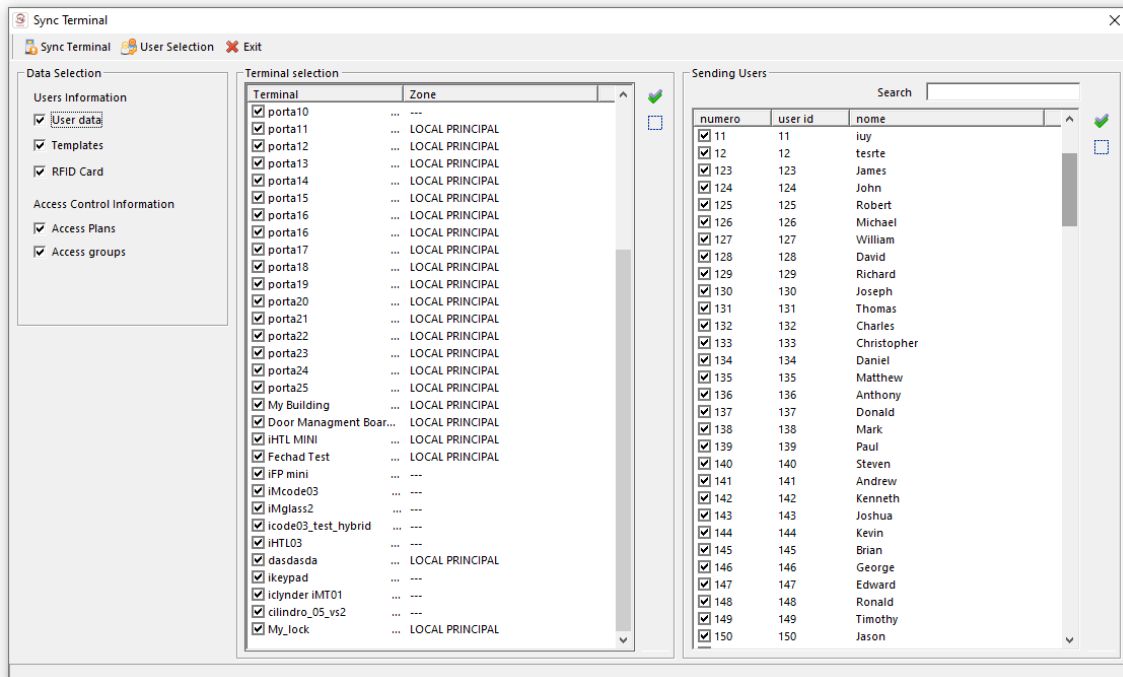 Sync Terminal
Sync Terminal User Selection Exit
Data Selection
Users Information
User data
Templates
RFID Card
Access Control Information
Access Plans
Access groups
Terminal selection
Terminal Zone
porta10 ... ---
porta11 ... LOCAL PRINCIPAL
porta12 ... LOCAL PRINCIPAL
porta13 ... LOCAL PRINCIPAL
porta14 ... LOCAL PRINCIPAL
porta15 ... LOCAL PRINCIPAL
porta16 ... LOCAL PRINCIPAL
porta16 ... LOCAL PRINCIPAL
porta17 ... LOCAL PRINCIPAL
porta18 ... LOCAL PRINCIPAL
porta19 ... LOCAL PRINCIPAL
porta20 ... LOCAL PRINCIPAL
porta21 ... LOCAL PRINCIPAL
porta22 ... LOCAL PRINCIPAL
porta23 ... LOCAL PRINCIPAL
porta24 ... LOCAL PRINCIPAL
porta25 ... LOCAL PRINCIPAL
My Building ... LOCAL PRINCIPAL
Door Managment Boar... LOCAL PRINCIPAL
iHTL MINI ... LOCAL PRINCIPAL
Fechad Test ... LOCAL PRINCIPAL
iFP mini ... ---
iMcode03 ... ---
iMglass2 ... ---
icode03_test_hybrid ... ---
iHTL03 ... ---
dasdasda ... LOCAL PRINCIPAL
ikeypad ... ---
iclynder iMT01 ... ---
cilindro_05_vs2 ... ---
My_lock ... LOCAL PRINCIPAL
Sending Users
Search
numero user id nome
11 11 iuy
12 12 tesrte
123 123 James
124 124 John
125 125 Robert
126 126 Michael
127 127 William
128 128 David
129 129 Richard
130 130 Joseph
131 131 Thomas
132 132 Charles
133 133 Christopher
134 134 Daniel
135 135 Matthew
136 136 Anthony
137 137 Donald
138 138 Mark
139 139 Paul
140 140 Steven
141 141 Andrew
142 142 Kenneth
143 143 Joshua
144 144 Kevin
145 145 Brian
146 146 George
147 147 Edward
148 148 Ronald
149 149 Timothy
150 150 Jason